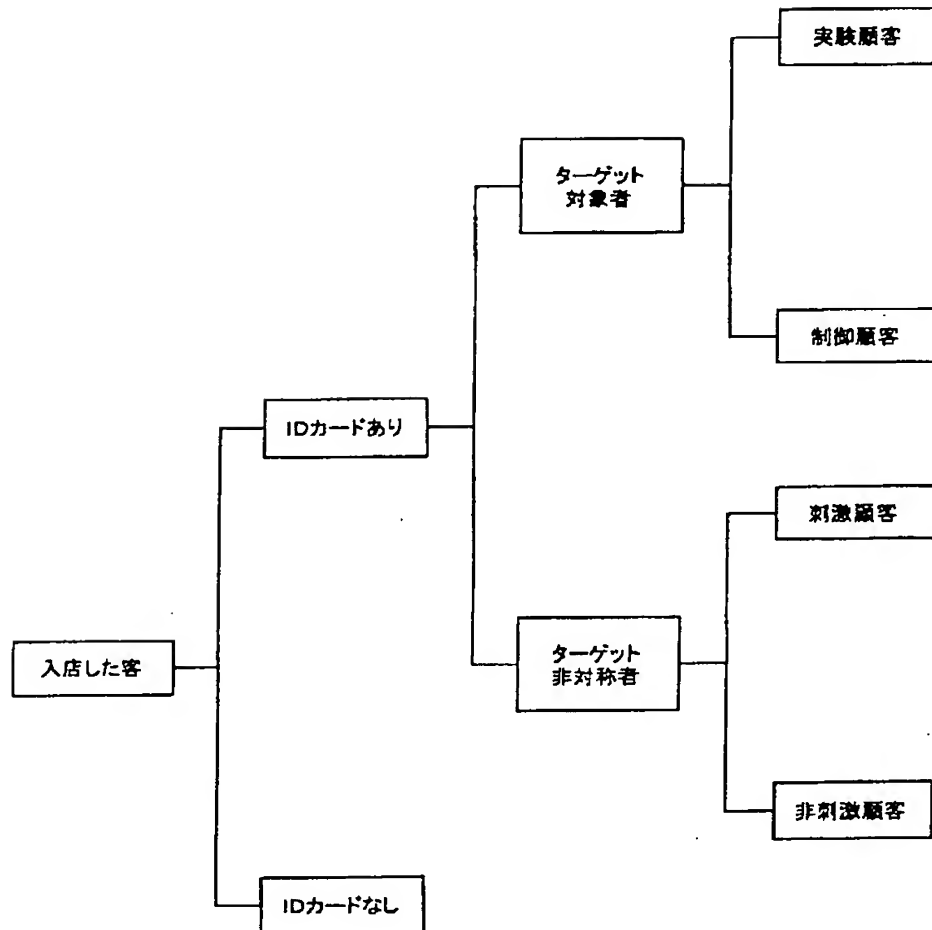 実験顧客
ターゲット
対象者
制御顧客
IDカードあり
刺激顧客
ターゲット
非対称者
入店した客
非刺激顧客
IDカードなし